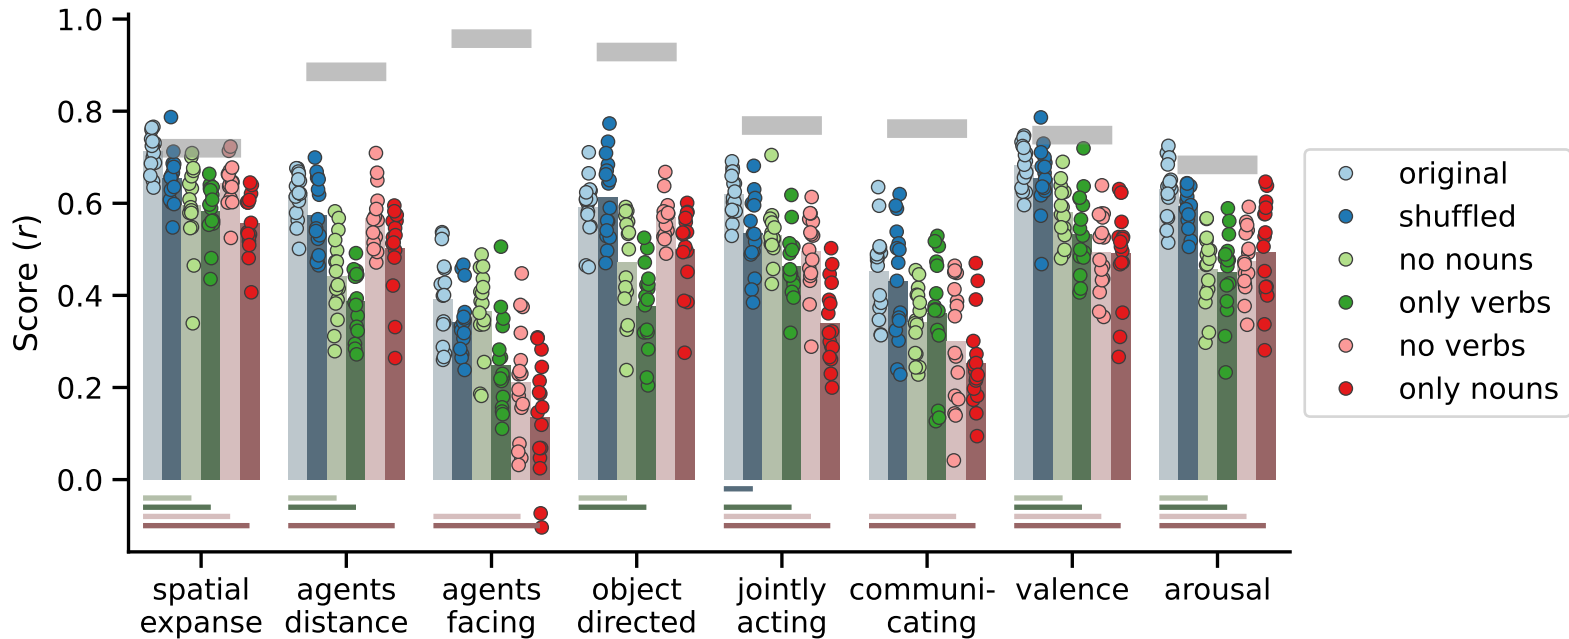 1.0
0.8
0.6
0.4
0.2
0.0
Score (r)
spatial
expanse
agents
distance
agents
facing
object
directed
jointly
acting
communi-
cating
valence
arousal
original
shuffled
no nouns
only verbs
no verbs
only nouns